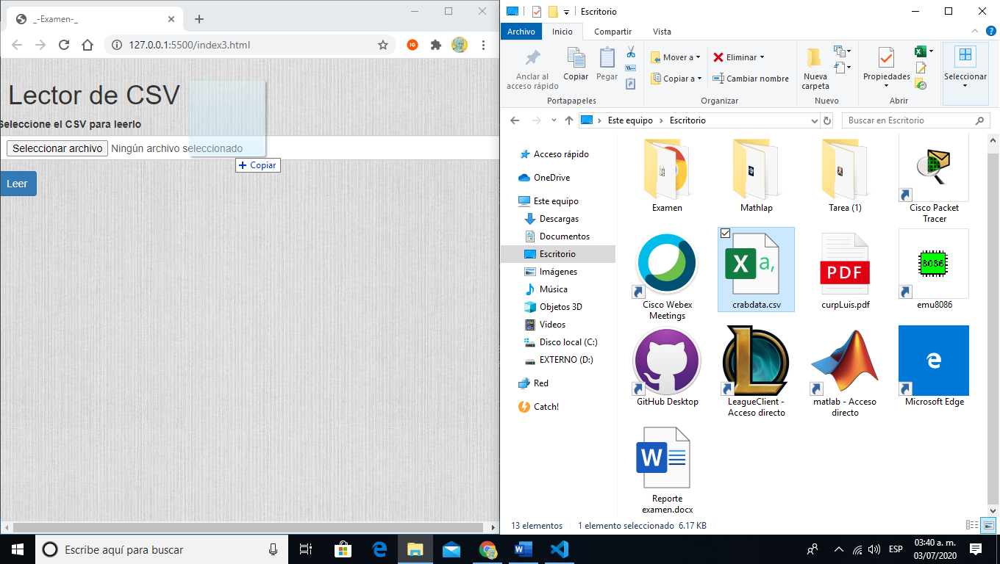 _-Examen-_
127.0.0.1:5500/index3.html
IG
Lector de CSV
Seleccione el CSV para leerlo
Seleccionar archivo Ningún archivo seleccionado
Copiar
Leer
Escritorio
Archivo Inicio Compartir Vista
Anclar al acceso rápido
Copiar
Pegar
Mover a
Copiar a
Eliminar
Cambiar nombre
Nueva carpeta
Propiedades
Seleccionar
Portapapeles Organizar Nuevo Abrir
Este equipo Escritorio
Buscar en Escritorio
Acceso rápido
OneDrive
Este equipo
Descargas
Documentos
Escritorio
Imágenes
Música
Objetos 3D
Videos
Disco local (C:)
EXTERNO (D:)
Red
Catch!
Examen
Mathlap
Tarea (1)
Cisco Packet
Tracer
Cisco Webex
Meetings
X a,
crabdata.csv
PDF
curpLuis.pdf
8086
emu8086
GitHub Desktop
LeagueClient -
Acceso directo
matlab - Acceso
directo
Microsoft Edge
W
Reporte
examen.docx
13 elementos 1 elemento seleccionado 6.17 KB
Escribe aquí para buscar
ESP
03:40 a. m.
03/07/2020